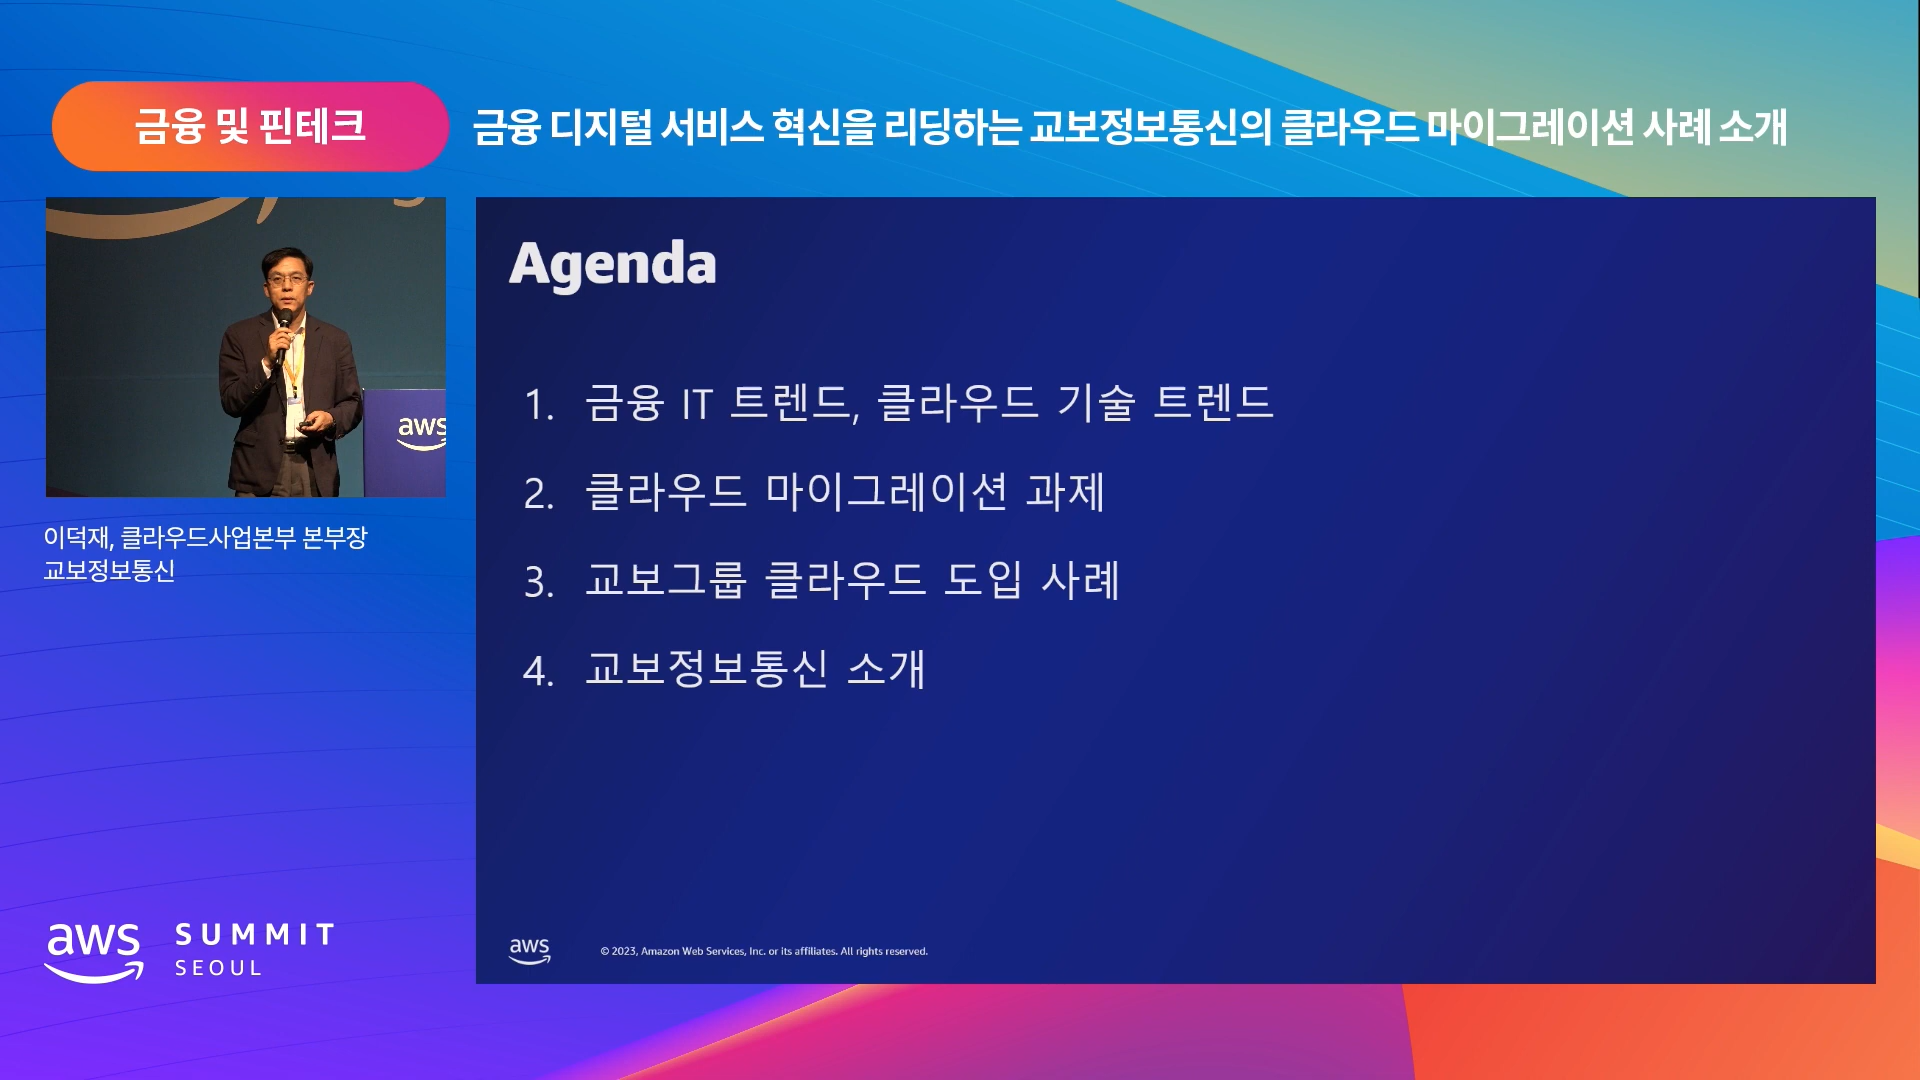 금융 및 핀테크
금융 디지털 서비스 혁신을 리딩하는 교보정보통신의 클라우드 마이그레이션 사례 소개
aws
이덕재, 클라우드사업본부 본부장
교보정보통신
Agenda
1. 금융 IT 트렌드, 클라우드 기술 트렌드
2. 클라우드 마이그레이션 과제
3. 교보그룹 클라우드 도입 사례
4. 교보정보통신 소개
aws
© 2023, Amazon Web Services, Inc. or its affiliates. All rights reserved.
aws
SUMMIT
SEOUL